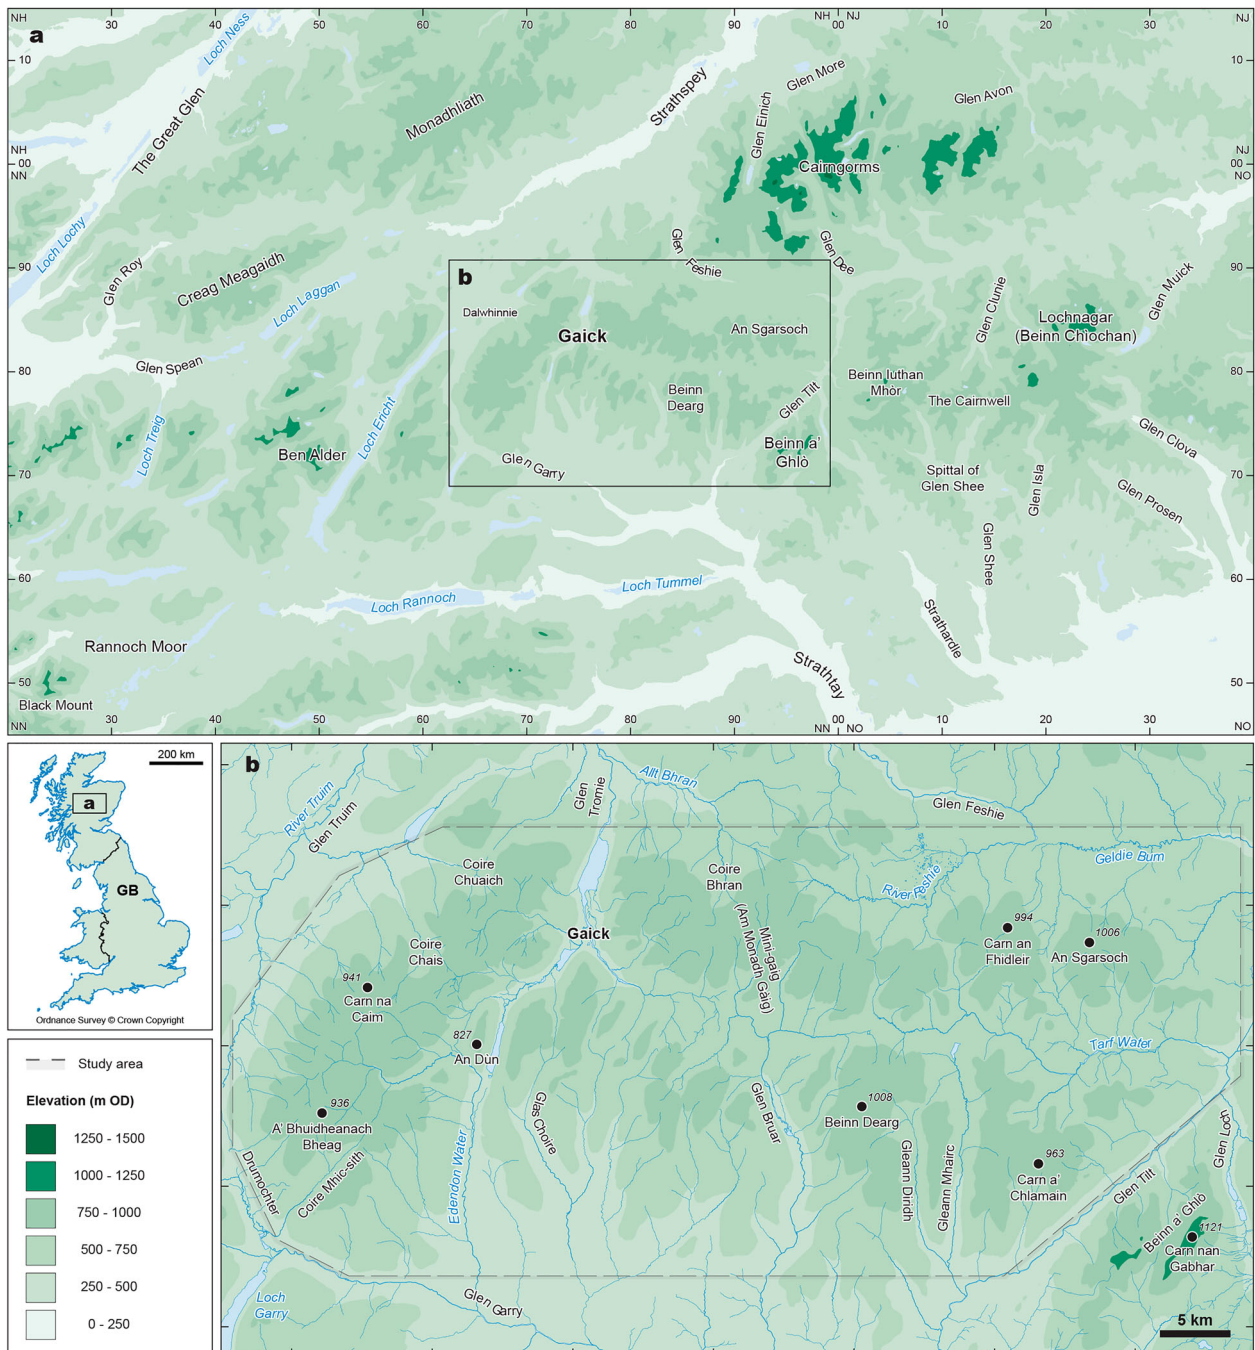 NH
30
40
50
60
70
80
90
NH
NJ
00
10
20
30
NJ
a
Loch Ness
10
10
Glen More
Strathspey
Glen Avon
Monadhliath
The Great Glen
Glen Einich
NH
00
NN
NJ
00
NO
Cairngorms
Loch Lochy
Glen Roy
Creag Meagaidh
Glen Feshie
Glen Dee
90
90
b
Loch Laggan
Glen Clunie
Glen Muick
Dalwhinnie
Gaick
An Sgarsoch
Lochnagar
(Beinn Chìochan)
Glen Spean
80
80
Beinn
Dearg
Glen Tilt
Beinn Iuthan
Mhòr
The Cairnwell
Loch Treig
Loch Ericht
Ben Alder
Glen Garry
Beinn a'
Ghlò
Glen Clova
70
70
Spittal of
Glen Shee
Glen Isla
Glen Prosen
Glen Shee
60
60
Loch Rannoch
Loch Tummel
Strathardle
Rannoch Moor
Strathtay
50
50
Black Mount
NN
30
40
50
60
70
80
90
NN
NO
00
10
20
30
NO
200 km
a
GB
Ordnance Survey © Crown Copyright
Study area
Elevation (m OD)
1250 - 1500
1000 - 1250
750 - 1000
500 - 750
250 - 500
0 - 250
b
River Truim
Glen Truim
Glen
Tromie
Allt Bhran
Glen Feshie
Geldie Burn
Coire
Chuaich
Coire
Bhran
River Feshie
Gaick
Mini-gaig
(Am Monadh Gàig)
994
Carn an
Fhidleir
1006
An Sgarsoch
Coire
Chais
941
Carn na
Caim
827
An Dùn
Tarf Water
936
A' Bhuidheanach
Bheag
Glas Choire
Glen Bruar
1008
Beinn Dearg
Glen Loch
Drumochter
Coire Mhic-sith
Edendon Water
Gleann Diridh
Gleann Mhairc
963
Carn a'
Chlamain
Glen Tilt
Beinn a' Ghlò
1121
Carn nan
Gabhar
Loch
Garry
Glen Garry
5 km